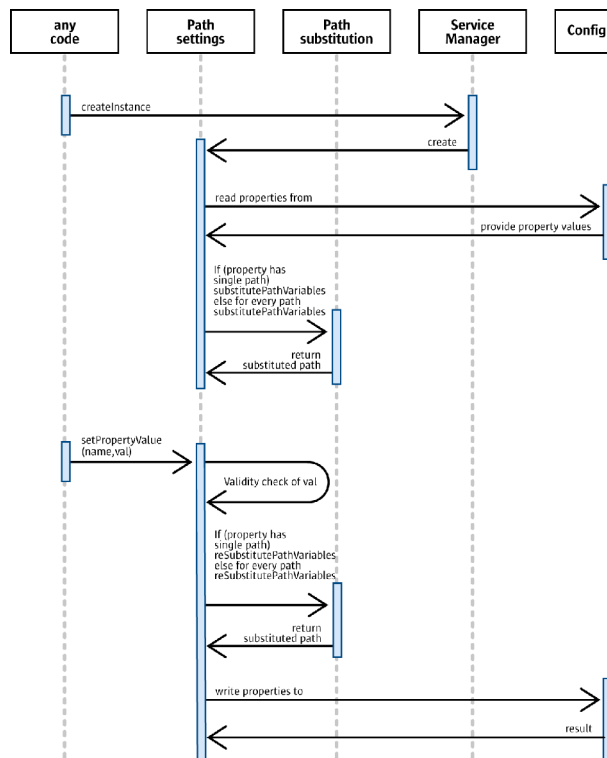 any
code
Path
settings
Path
substitution
Service
Manager
Config
createInstance
create
read properties from
provide property values
If (property has
single path)
substitutePathVariables
else for every path
substitutePathVariables
return
substituted path
setPropertyValue
(name,val)
Validity check of val
If (property has
single path)
reSubstitutePathVariables
else for every path
reSubstitutePathVariables
return
substituted path
write properties to
result